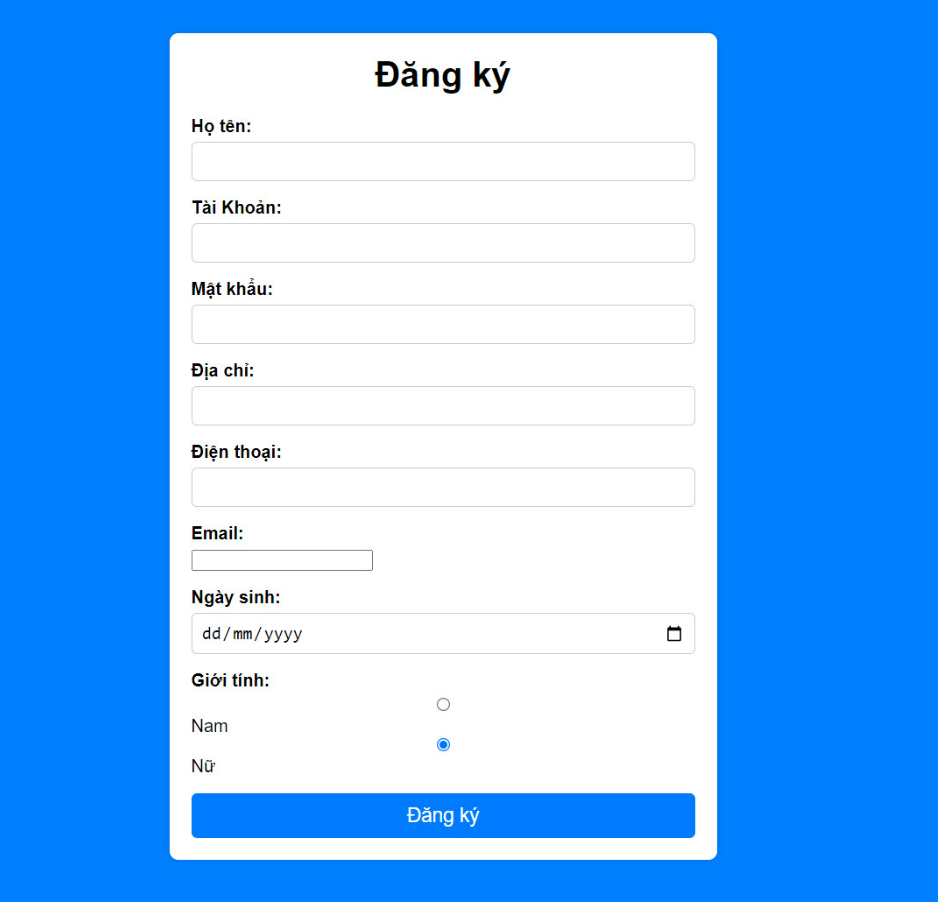 Đăng ký
Họ tên:
Tài Khoản:
Mật khẩu:
Địa chỉ:
Điện thoại:
Email:
Ngày sinh:
dd/mm/yyyy
Giới tính:
Nam
Nữ
Đăng ký